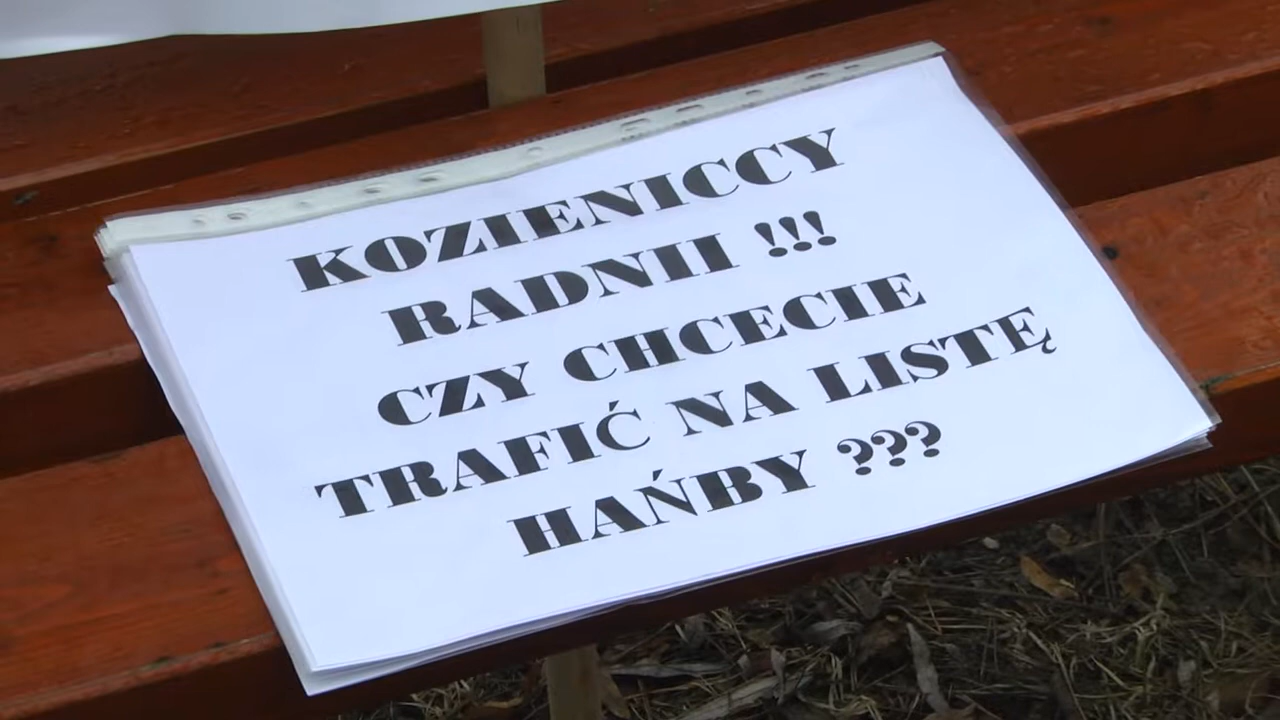 KOZIENICCY
RADNII !!!
CZY CHCECIE
TRAFIĆ NA LISTĘ
HAŃBY ???